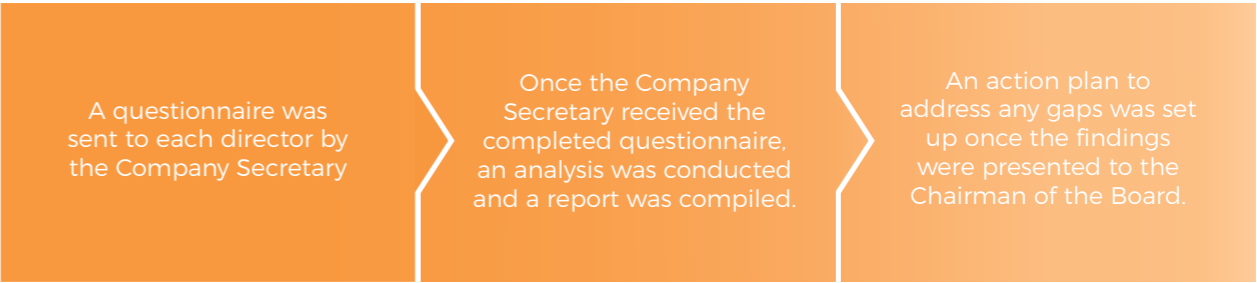 A questionnaire was
sent to each director by
the Company Secretary
Once the Company
Secretary received the
completed questionnaire,
an analysis was conducted
and a report was compiled.
An action plan to
address any gaps was set
up once the findings
were presented to the
Chairman of the Board.